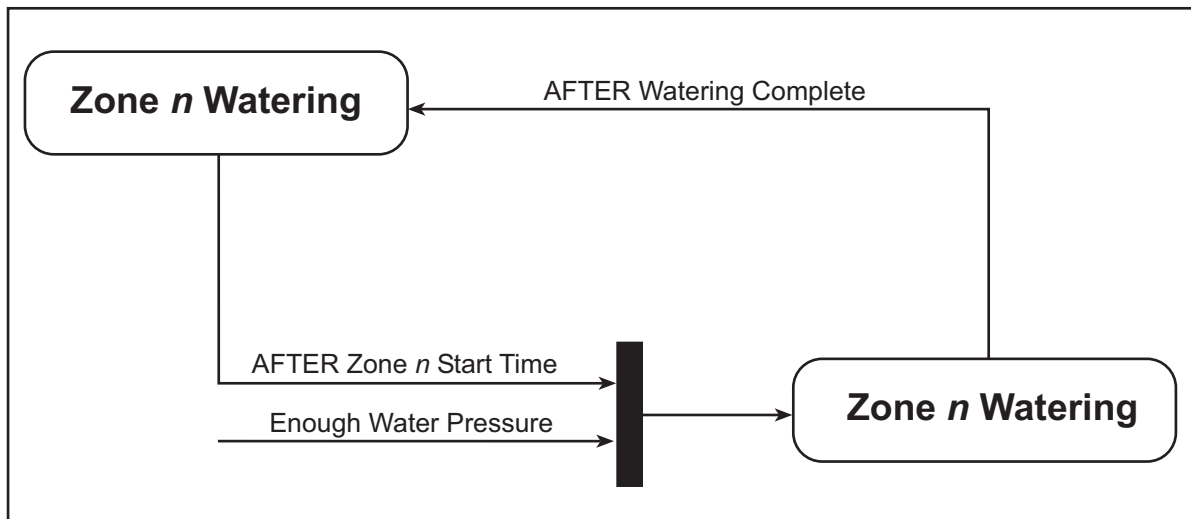 Zone n Watering
AFTER Watering Complete
AFTER Zone n Start Time
Enough Water Pressure
Zone n Watering